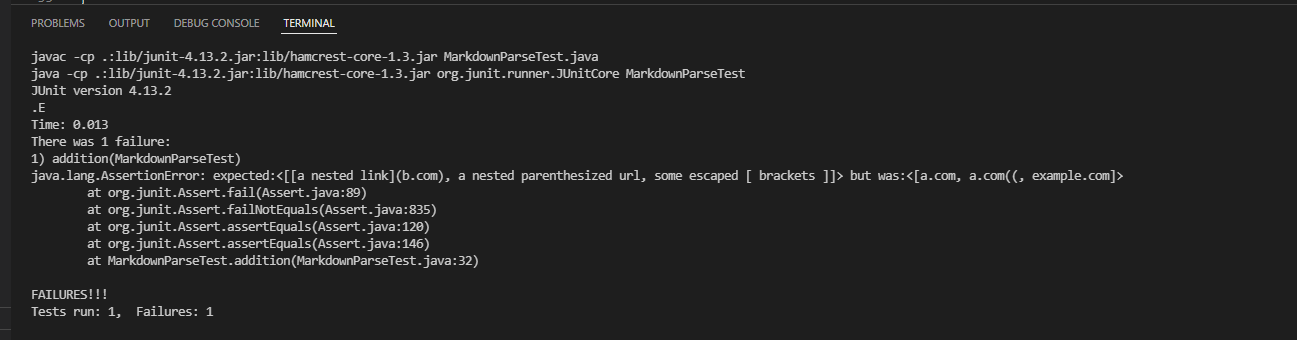 PROBLEMS OUTPUT DEBUG CONSOLE TERMINAL
javac -cp .:lib/junit-4.13.2.jar:lib/hamcrest-core-1.3.jar MarkdownParseTest.java
java -cp .:lib/junit-4.13.2.jar:lib/hamcrest-core-1.3.jar org.junit.runner.JUnitCore MarkdownParseTest
JUnit version 4.13.2
.E
Time: 0.013
There was 1 failure:
1) addition(MarkdownParseTest)
java.lang.AssertionError: expected:<[[a nested link](b.com), a nested parenthesized url, some escaped [ brackets ]]> but was:<[a.com, a.com((, example.com]>
        at org.junit.Assert.fail(Assert.java:89)
        at org.junit.Assert.failNotEquals(Assert.java:835)
        at org.junit.Assert.assertEquals(Assert.java:120)
        at org.junit.Assert.assertEquals(Assert.java:146)
        at MarkdownParseTest.addition(MarkdownParseTest.java:32)
FAILURES!!!
Tests run: 1,  Failures: 1